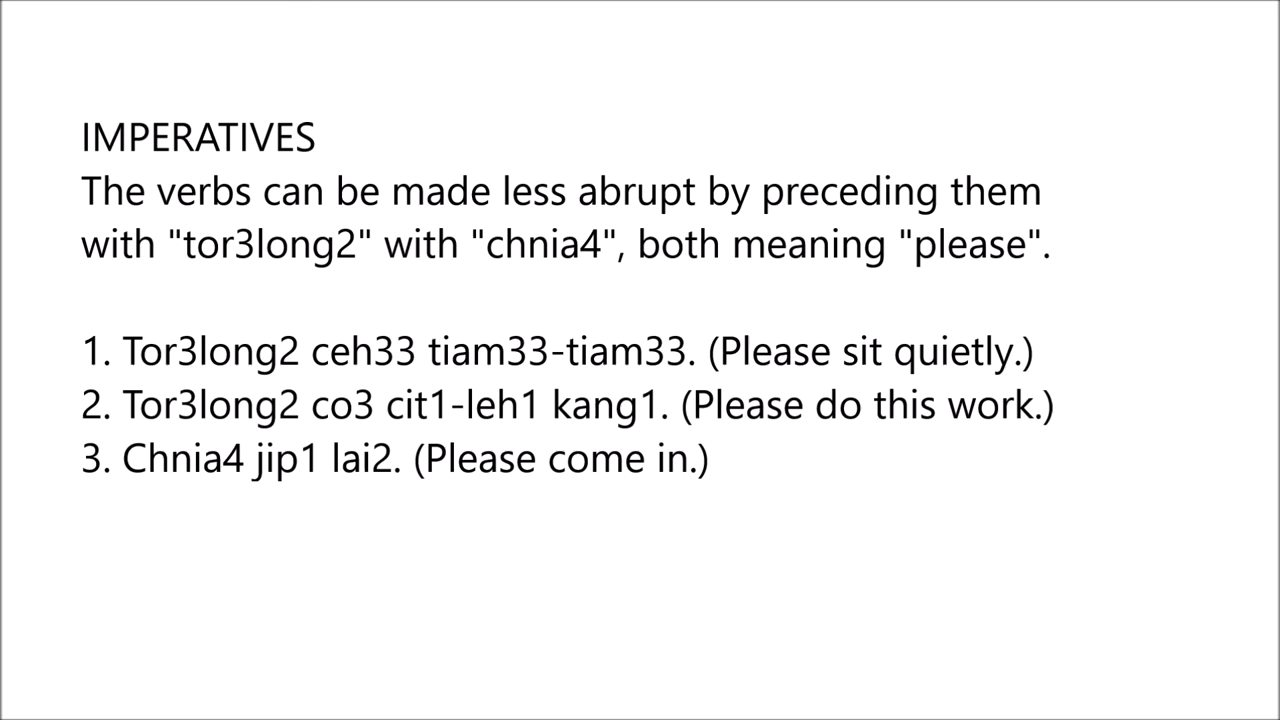 IMPERATIVES
The verbs can be made less abrupt by preceding them
with "tor3long2" with "chnia4", both meaning "please".
1. Tor3long2 ceh33 tiam33-tiam33. (Please sit quietly.)
2. Tor3long2 co3 cit1-leh1 kang1. (Please do this work.)
3. Chnia4 jip1 lai2. (Please come in.)